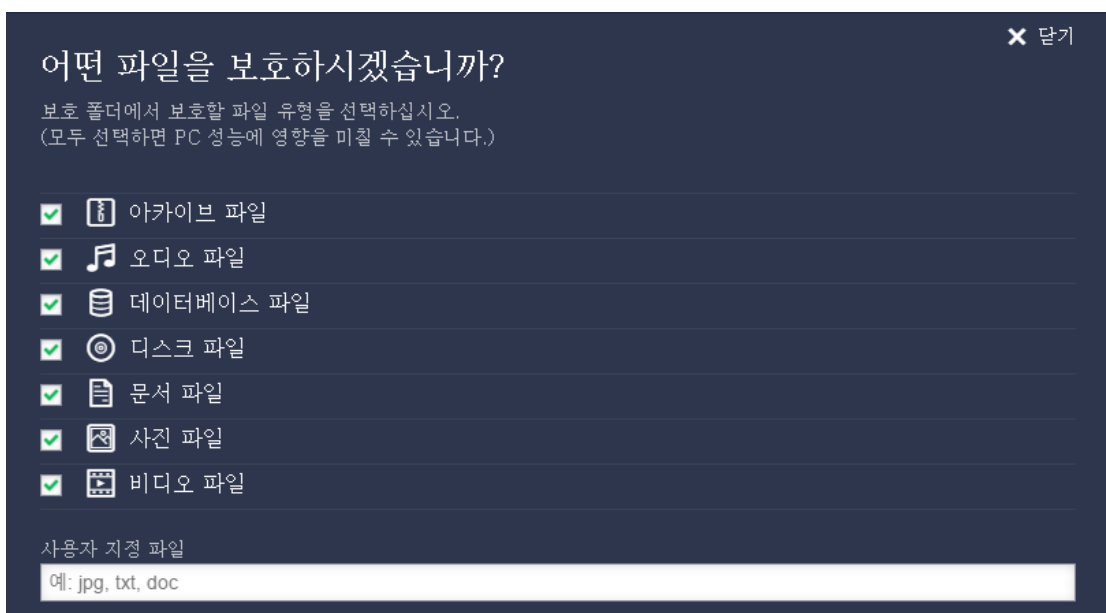 닫기
어떤 파일을 보호하시겠습니까?
보호 폴더에서 보호할 파일 유형을 선택하십시오.
(모두 선택하면 PC 성능에 영향을 미칠 수 있습니다.)
아카이브 파일
오디오 파일
데이터베이스 파일
디스크 파일
문서 파일
사진 파일
비디오 파일
사용자 지정 파일
예: jpg, txt, doc